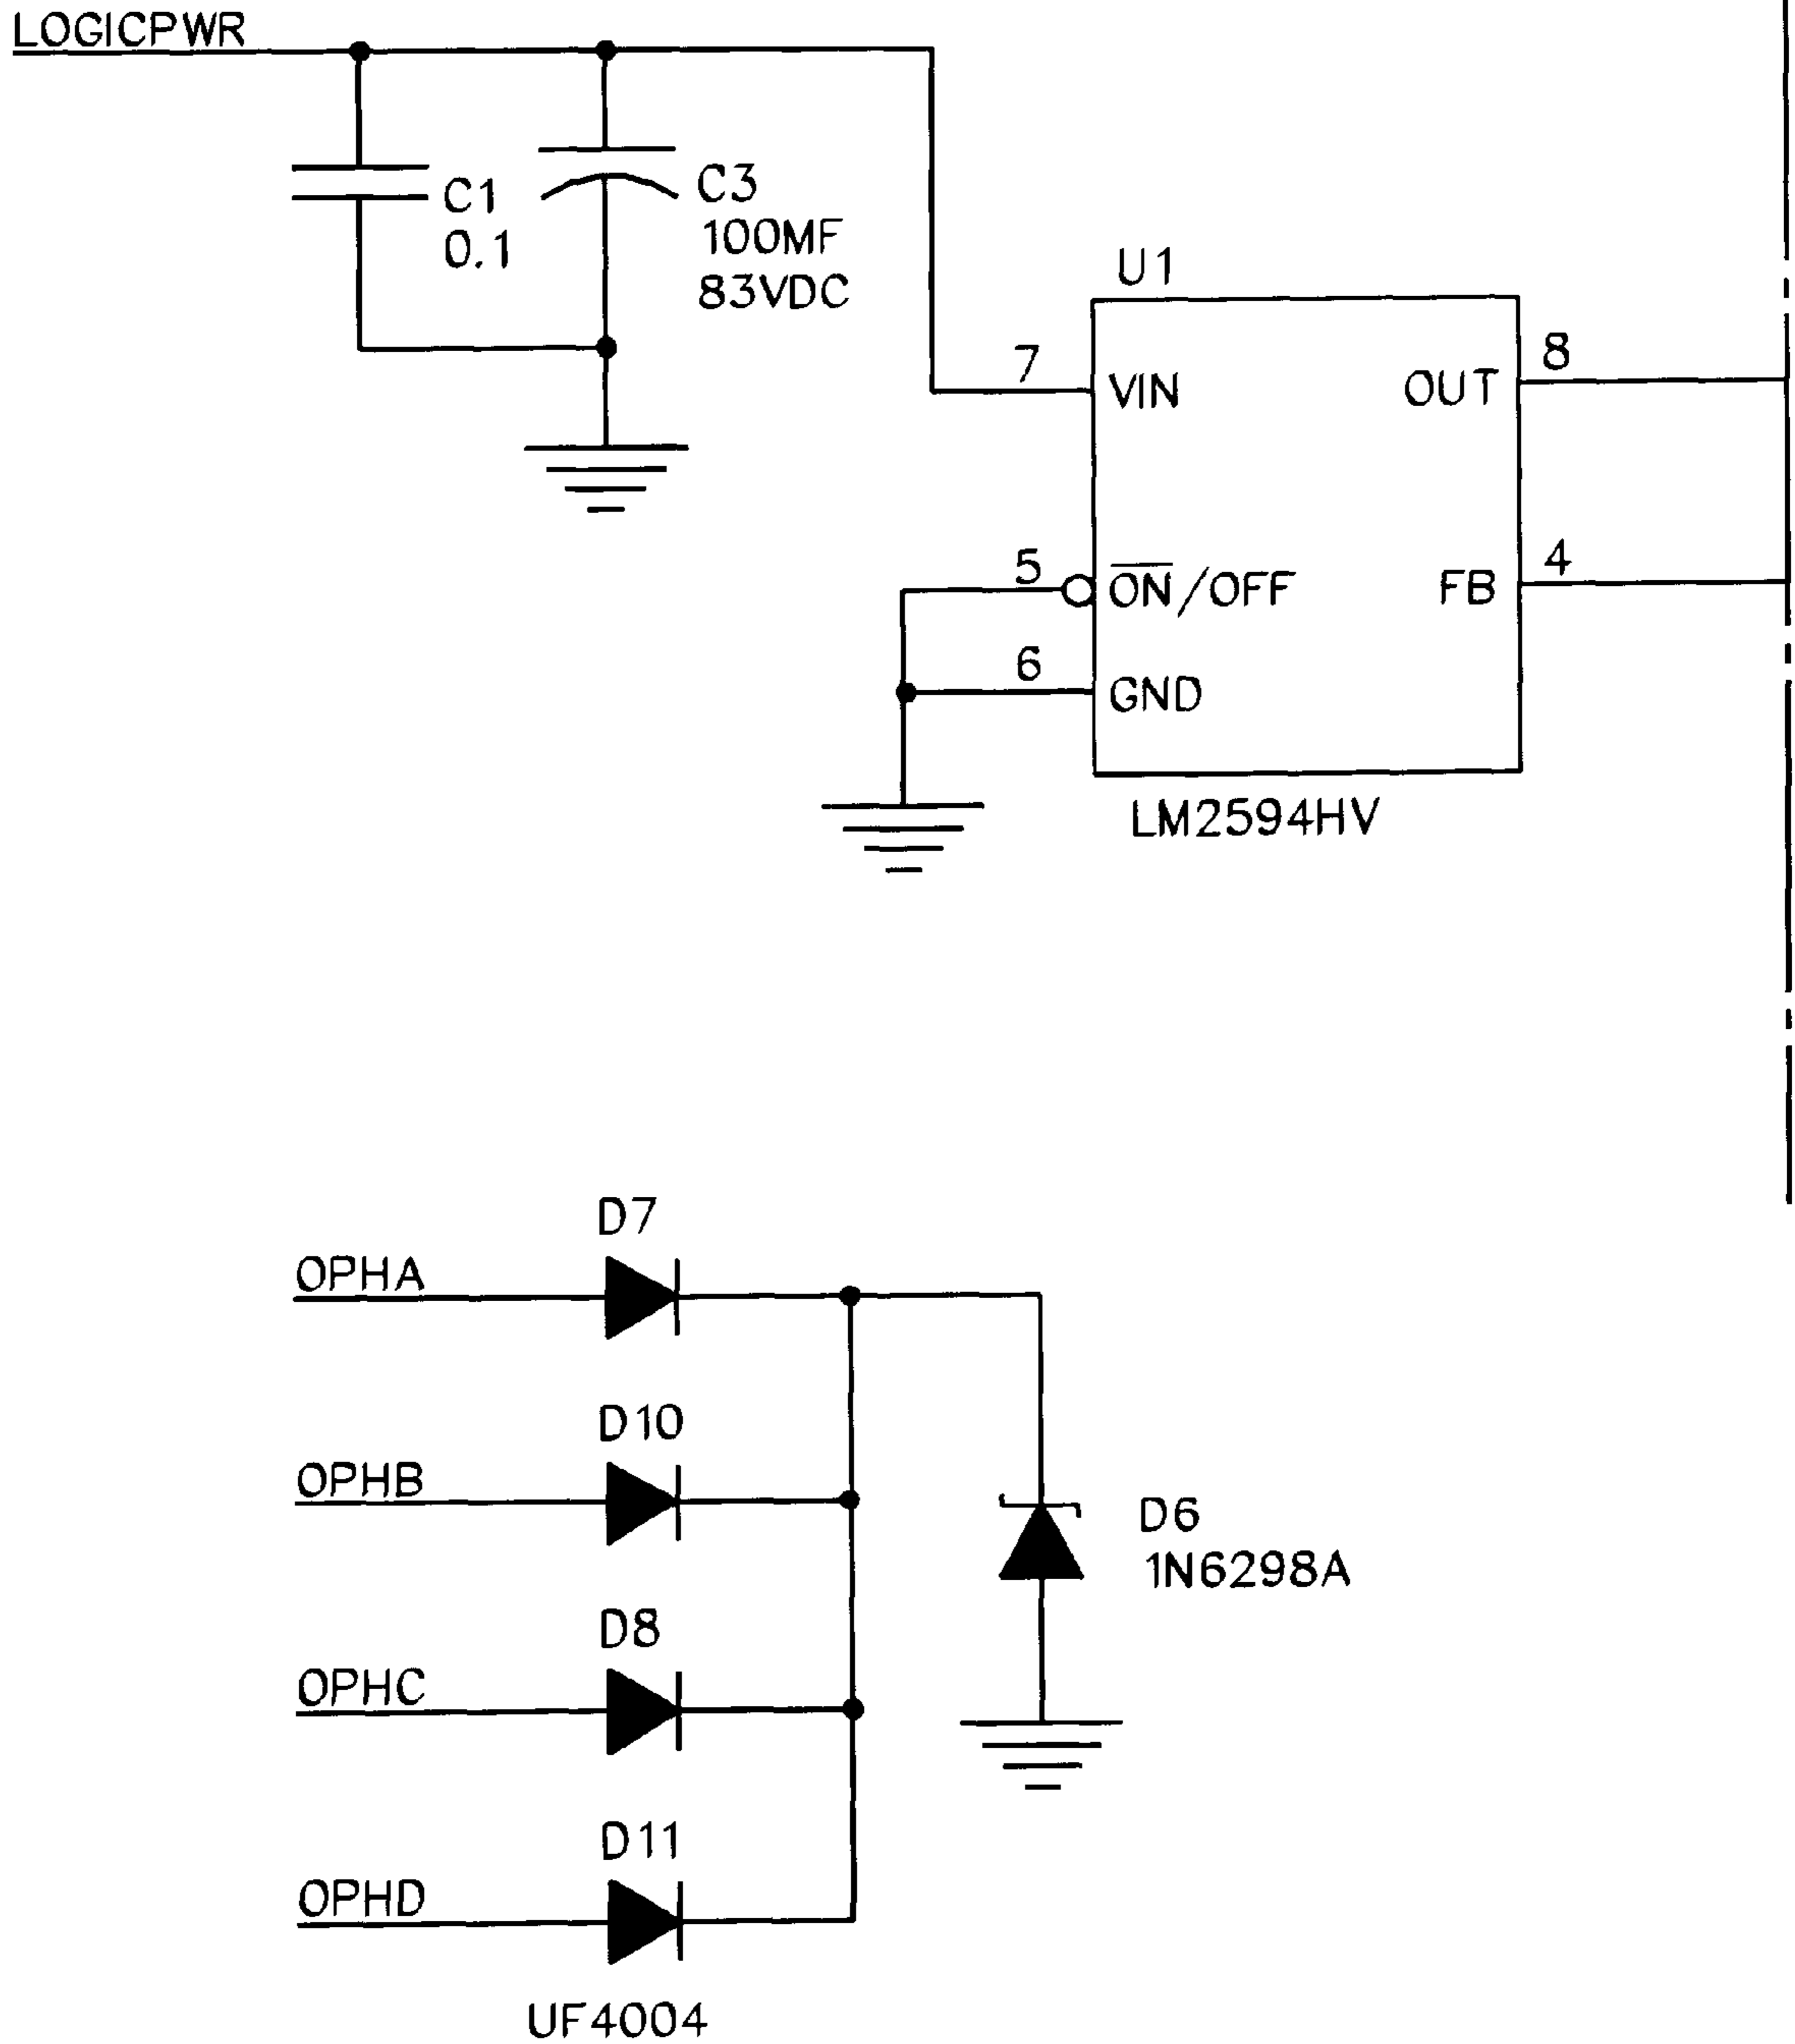 LOGICPWR
C1
0.1
C3
100MF
83VDC
U1
7
VIN
OUT
8
5
ON/OFF
FB
4
6
GND
LM2594HV
D7
OPHA
D10
OPHB
D6
1N6298A
D8
OPHC
D11
OPHD
UF4004